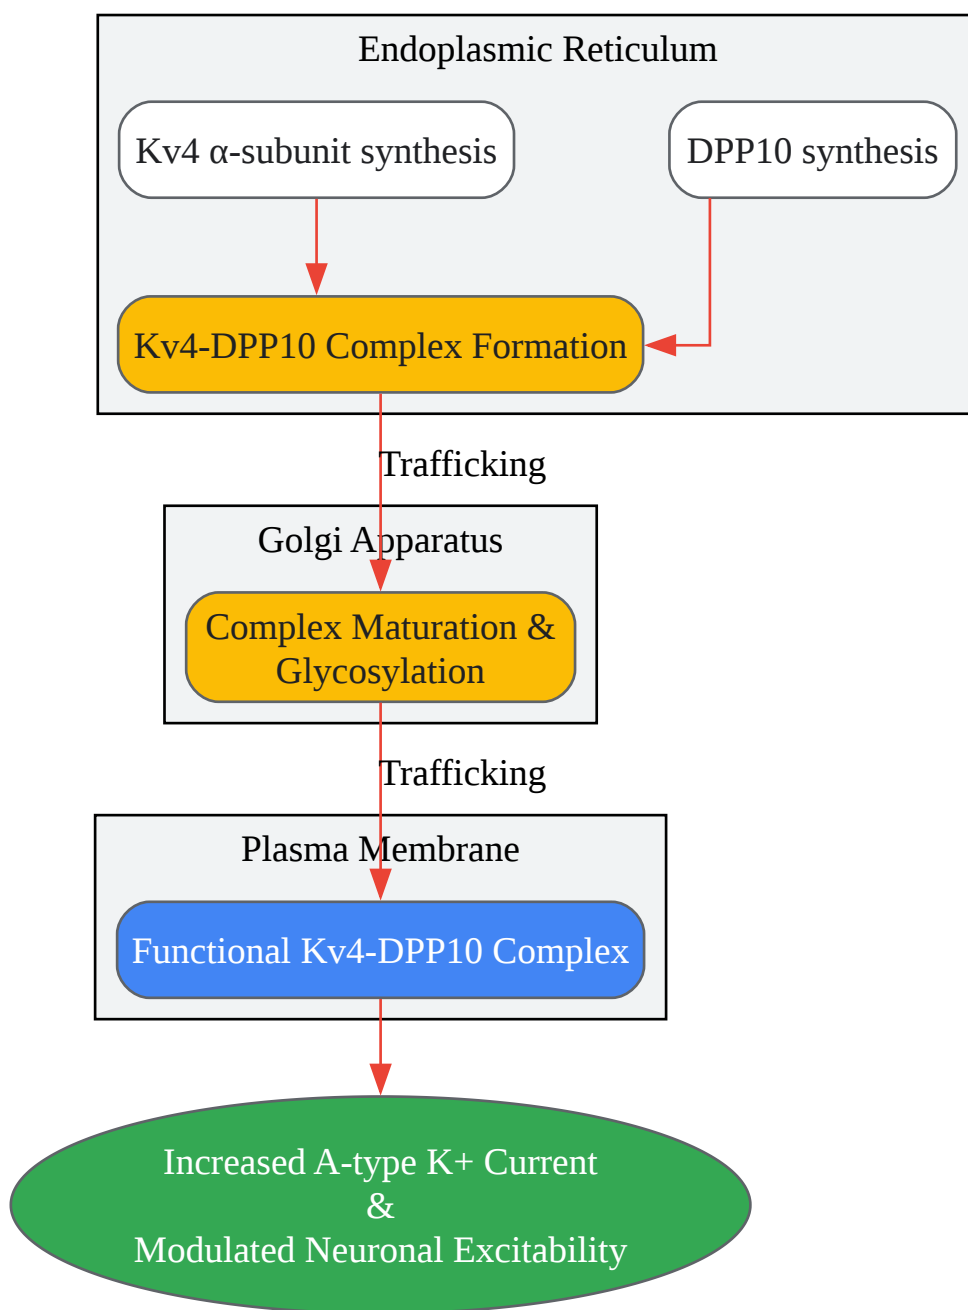 Endoplasmic Reticulum
Kv4 α-subunit synthesis
DPP10 synthesis
Kv4-DPP10 Complex Formation
Trafficking
Golgi Apparatus
Complex Maturation &
Glycosylation
Trafficking
Plasma Membrane
Functional Kv4-DPP10 Complex
Increased A-type K+ Current
&
Modulated Neuronal Excitability